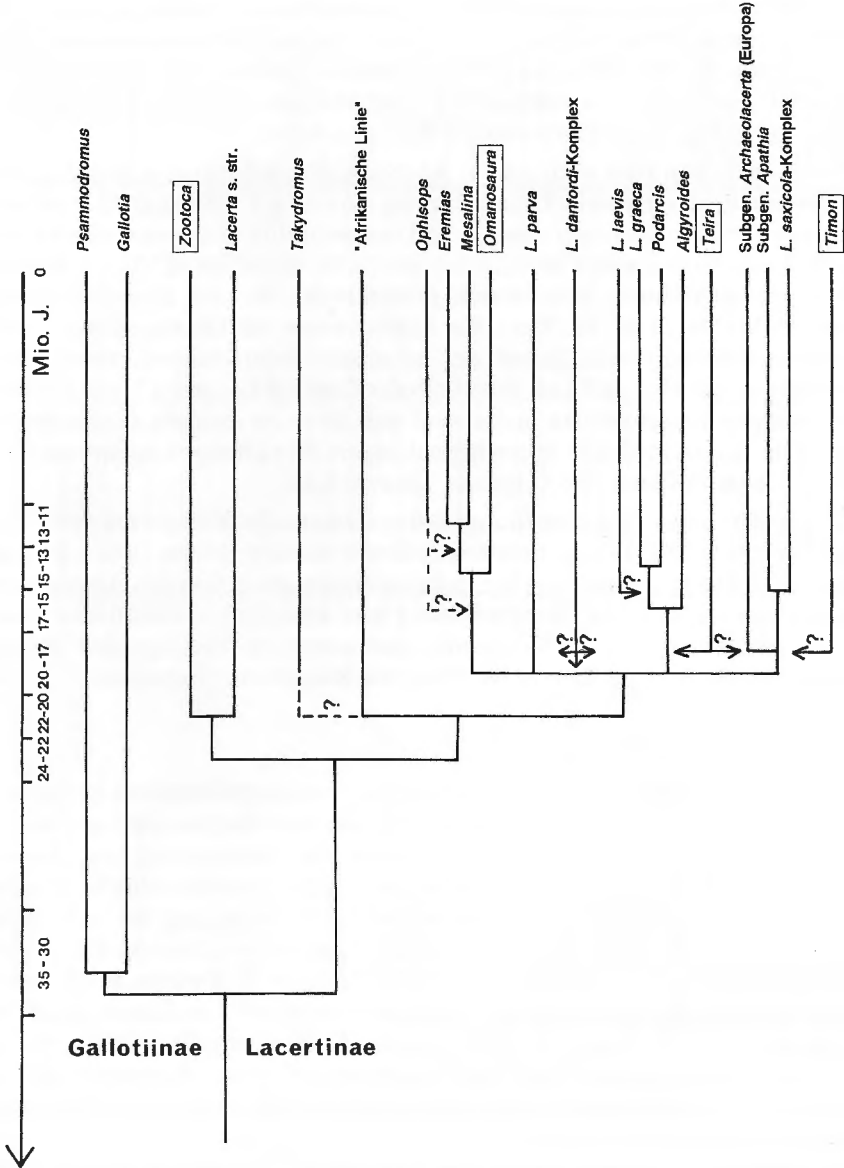 Psammodromus
Gallotia
Zootoca
Lacerta s. str.
Takydromus
"Afrikanische Linie"
Ophisops
Eremias
Mesalina
Omanosaura
L. parva
L. danfordi-Komplex
L. laevis
L. graeca
Podarcis
Algyroides
Teira
Subgen. Archaeolacerta (Europa)
Subgen. Apathia
L. saxicola-Komplex
Timon
Mio. J.
0
13-11
15-13
17-15
20-17
22-20
24-22
35-30
?
?
?
?
?
?
?
?
Gallotiinae
Lacertinae